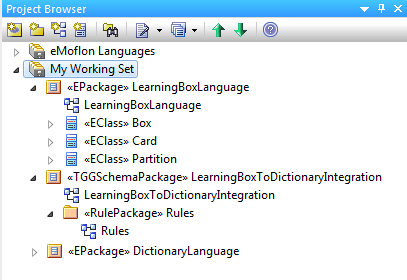 Project Browser
eMoflon Languages
My Working Set
«EPackage» LearningBoxLanguage
LearningBoxLanguage
«EClass» Box
«EClass» Card
«EClass» Partition
«TGGSchemaPackage» LearningBoxToDictionaryIntegration
LearningBoxToDictionaryIntegration
«RulePackage» Rules
Rules
«EPackage» DictionaryLanguage